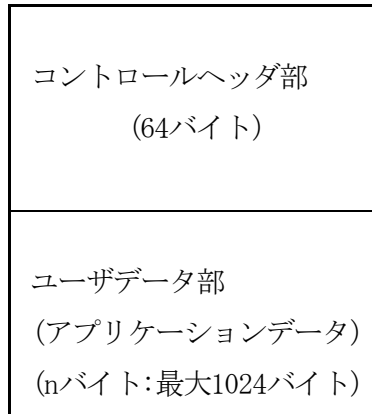 コントロールヘッダ部
(64バイト)
ユーザデータ部
(アプリケーションデータ)
(nバイト:最大1024バイト)